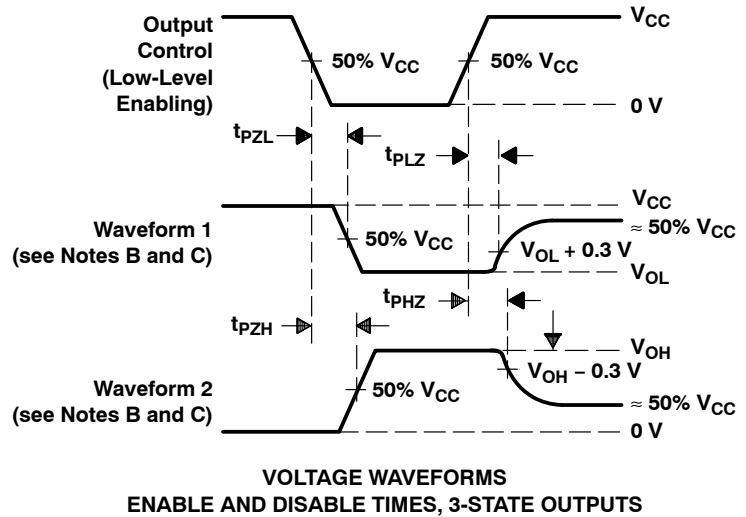 Output
Control
(Low-Level
Enabling)
50% VCC
50% VCC
VCC
0 V
tPZL
tPLZ
Waveform 1
(see Notes B and C)
50% VCC
VCC
≈ 50% VCC
VOL + 0.3 V
VOL
tPZH
tPHZ
Waveform 2
(see Notes B and C)
50% VCC
VOH
VOH − 0.3 V
≈ 50% VCC
0 V
VOLTAGE WAVEFORMS
ENABLE AND DISABLE TIMES, 3-STATE OUTPUTS